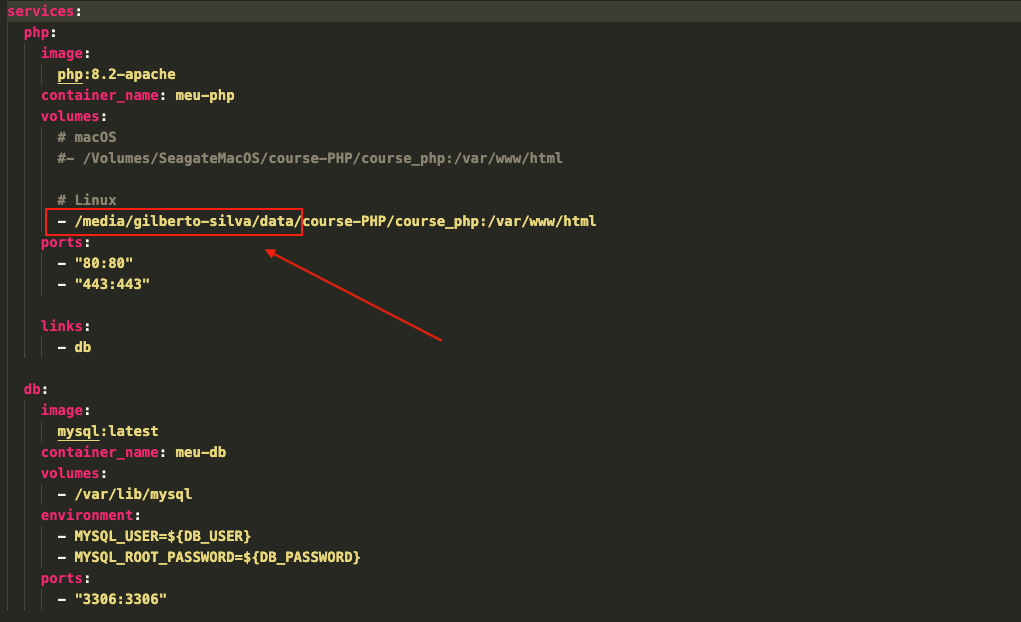 services:
php:
image:
php:8.2-apache
container_name: meu-php
volumes:
# macOS
#- /Volumes/SeagateMacOS/course-PHP/course_php:/var/www/html
# Linux
- /media/gilberto-silva/data/course-PHP/course_php:/var/www/html
ports:
- "80:80"
- "443:443"
links:
- db
db:
image:
mysql:latest
container_name: meu-db
volumes:
- /var/lib/mysql
environment:
- MYSQL_USER=${DB_USER}
- MYSQL_ROOT_PASSWORD=${DB_PASSWORD}
ports:
- "3306:3306"